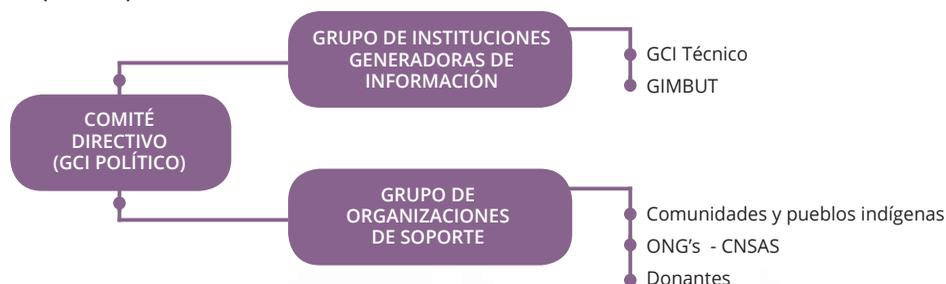 GRUPO DE INSTITUCIONES
GENERADORAS DE
INFORMACIÓN
GCI Técnico
GIMBUT
COMITÉ
DIRECTIVO
(GCI POLÍTICO)
GRUPO DE
ORGANIZACIONES
DE SOPORTE
Comunidades y pueblos indígenas
ONG’s - CNSAS
Donantes